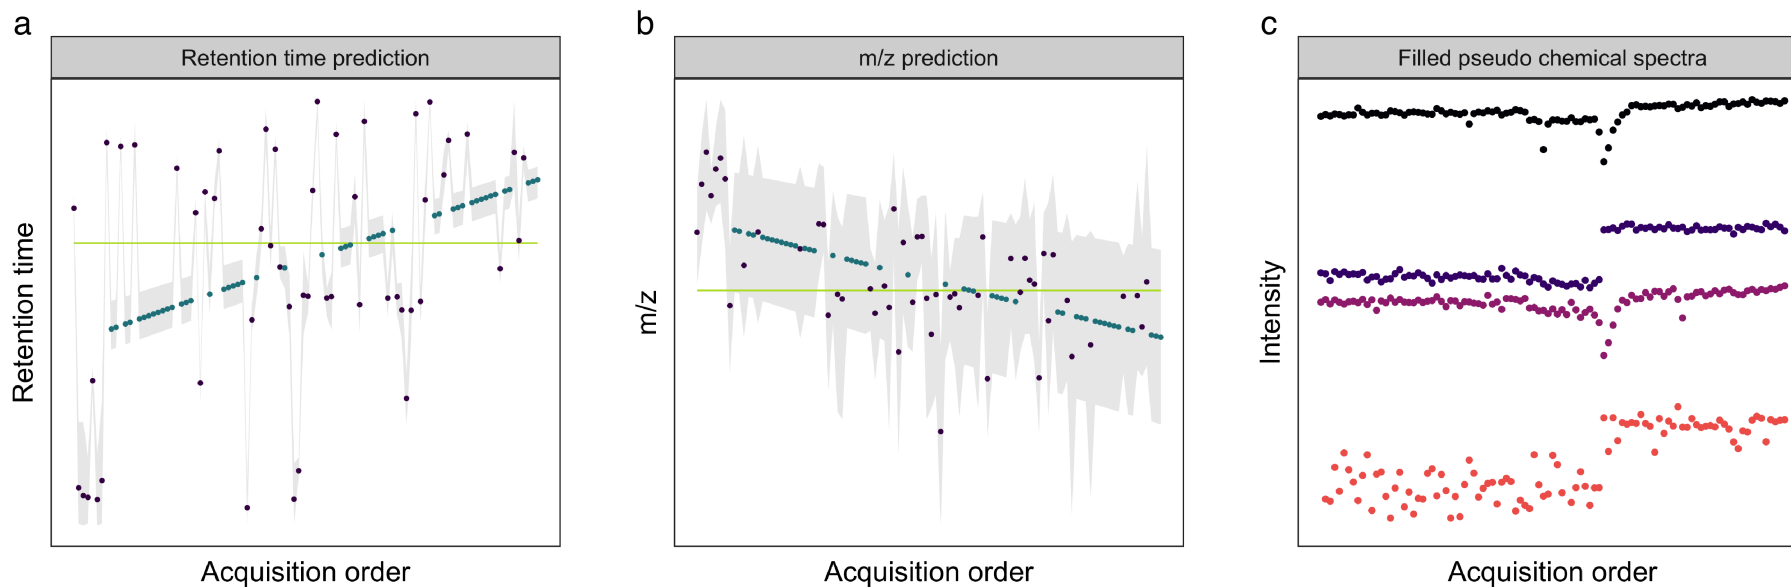 a
Retention time prediction
Retention time
Acquisition order
b
m/z prediction
m/z
Acquisition order
c
Filled pseudo chemical spectra
Intensity
Acquisition order